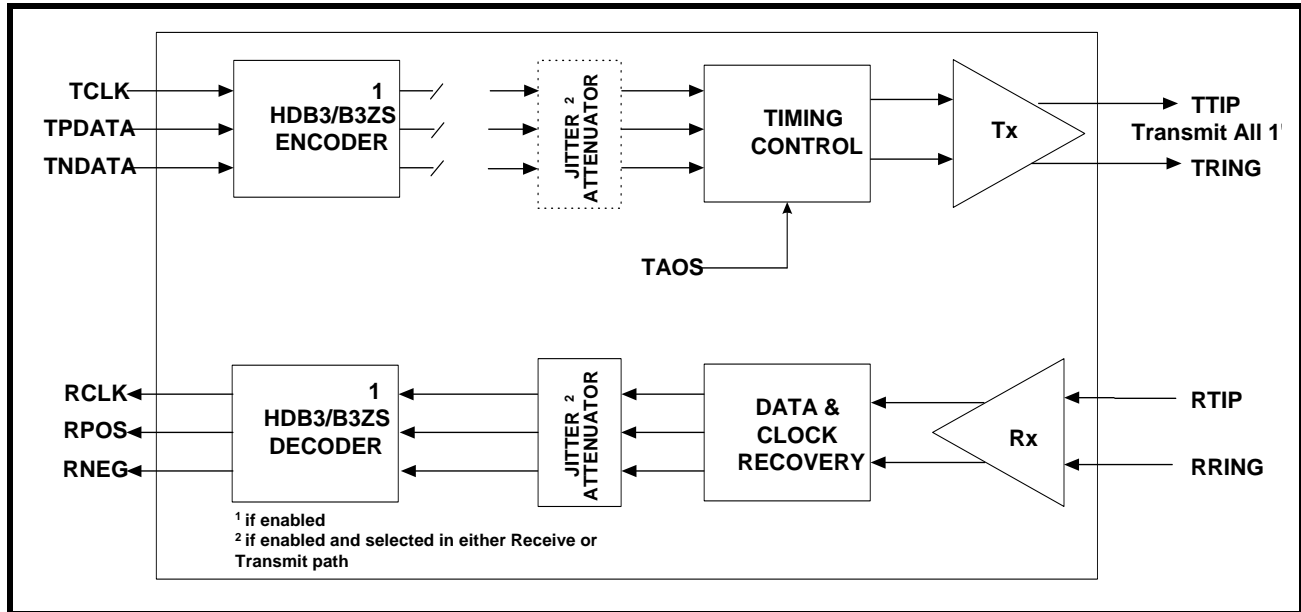 TCLK
TPDATA
TNDATA
1
HDB3/B3ZS
ENCODER
JITTER 2
ATTENUATOR
TIMING
CONTROL
Tx
TTIP
Transmit All 1'
TRING
TAOS
RCLK
RPOS
RNEG
1
HDB3/B3ZS
DECODER
JITTER 2
ATTENUATOR
DATA &
CLOCK
RECOVERY
Rx
RTIP
RRING
1 if enabled
2 if enabled and selected in either Receive or
Transmit path